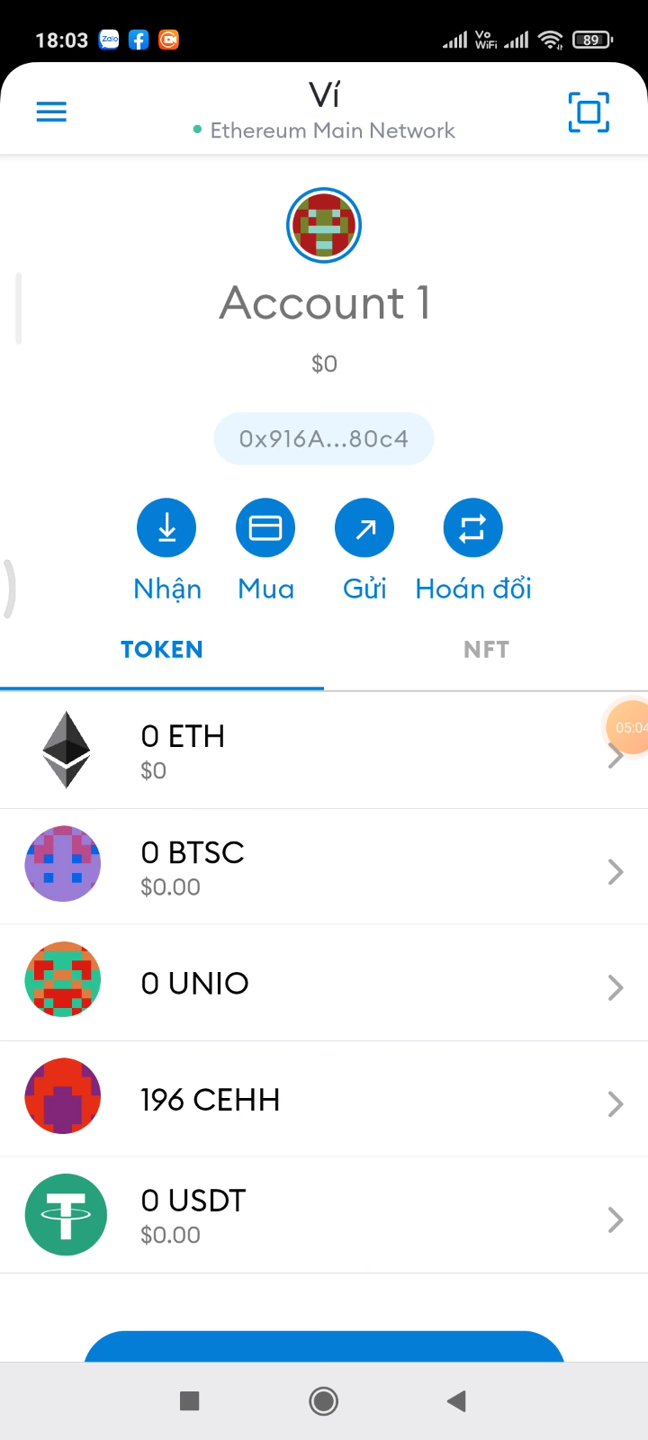 18:03 Zalo Vo WiFi 89
Ví
Ethereum Main Network
Account 1
$0
0x916A...80c4
Nhận Mua Gửi Hoán đổi
TOKEN NFT
0 ETH
$0
05:04
0 BTSC
$0.00
0 UNIO
196 CEHH
0 USDT
$0.00